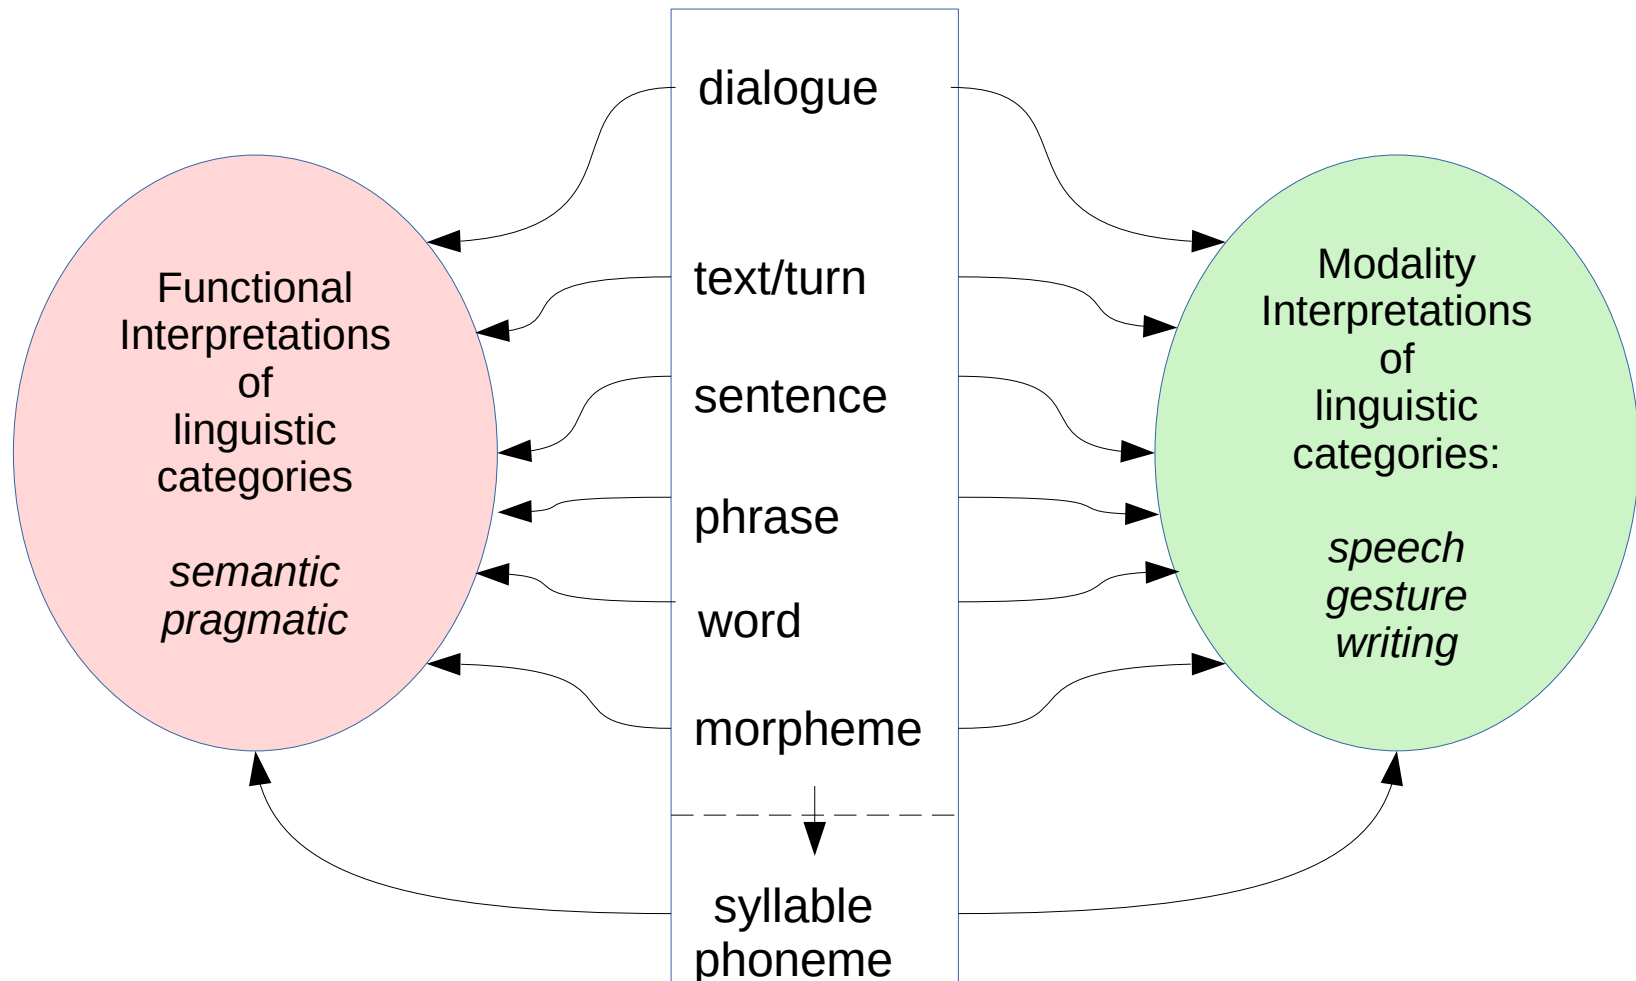 dialogue
text/turn
sentence
phrase
word
morpheme
syllable
phoneme
Functional
Interpretations
of
linguistic
categories
semantic
pragmatic
Modality
Interpretations
of
linguistic
categories:
speech
gesture
writing